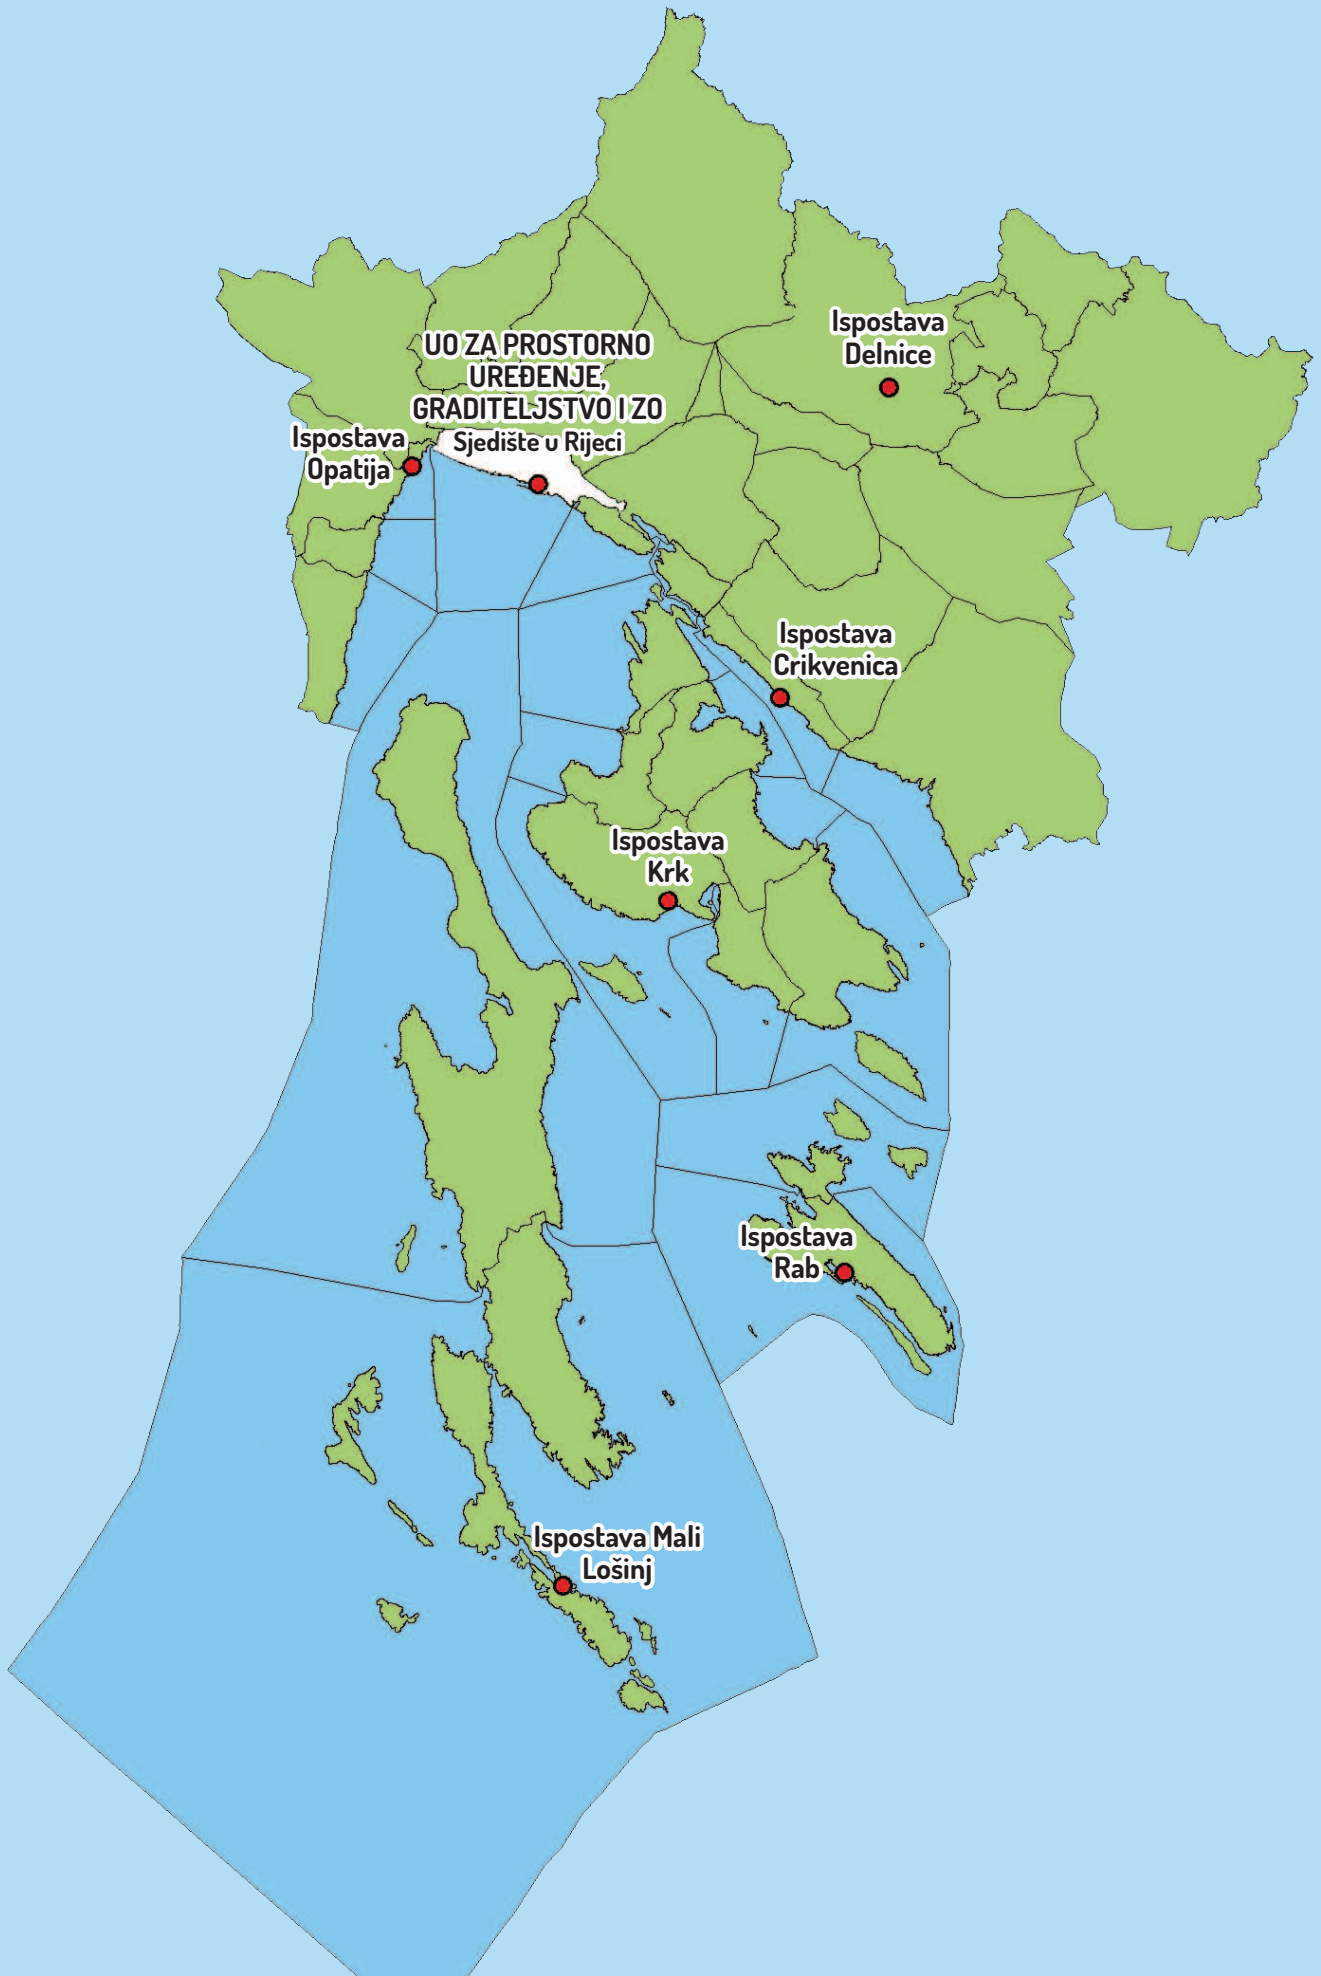 Ispostava
Delnice
UO ZA PROSTORNO
UREĐENJE,
GRADITELJSTVO I ZO
Sjedište u Rijeci
Ispostava
Opatija
Ispostava
Crikvenica
Ispostava
Krk
Ispostava
Rab
Ispostava Mali
Lošinj